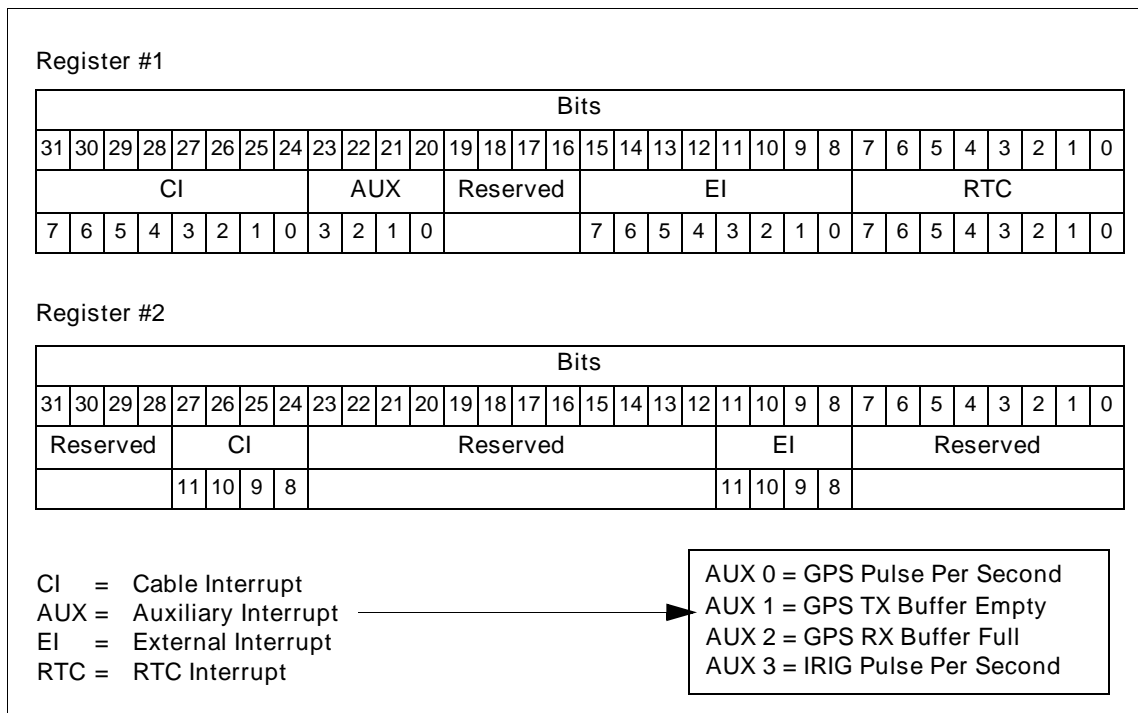 Register #1
Bits
31 30 29 28 27 26 25 24 23 22 21 20 19 18 17 16 15 14 13 12 11 10 9 8 7 6 5 4 3 2 1 0
CI AUX Reserved EI RTC
7 6 5 4 3 2 1 0 3 2 1 0 7 6 5 4 3 2 1 0 7 6 5 4 3 2 1 0
Register #2
Bits
31 30 29 28 27 26 25 24 23 22 21 20 19 18 17 16 15 14 13 12 11 10 9 8 7 6 5 4 3 2 1 0
Reserved CI Reserved EI Reserved
11 10 9 8 11 10 9 8
CI = Cable Interrupt
AUX = Auxiliary Interrupt
EI = External Interrupt
RTC = RTC Interrupt
AUX 0 = GPS Pulse Per Second
AUX 1 = GPS TX Buffer Empty
AUX 2 = GPS RX Buffer Full
AUX 3 = IRIG Pulse Per Second